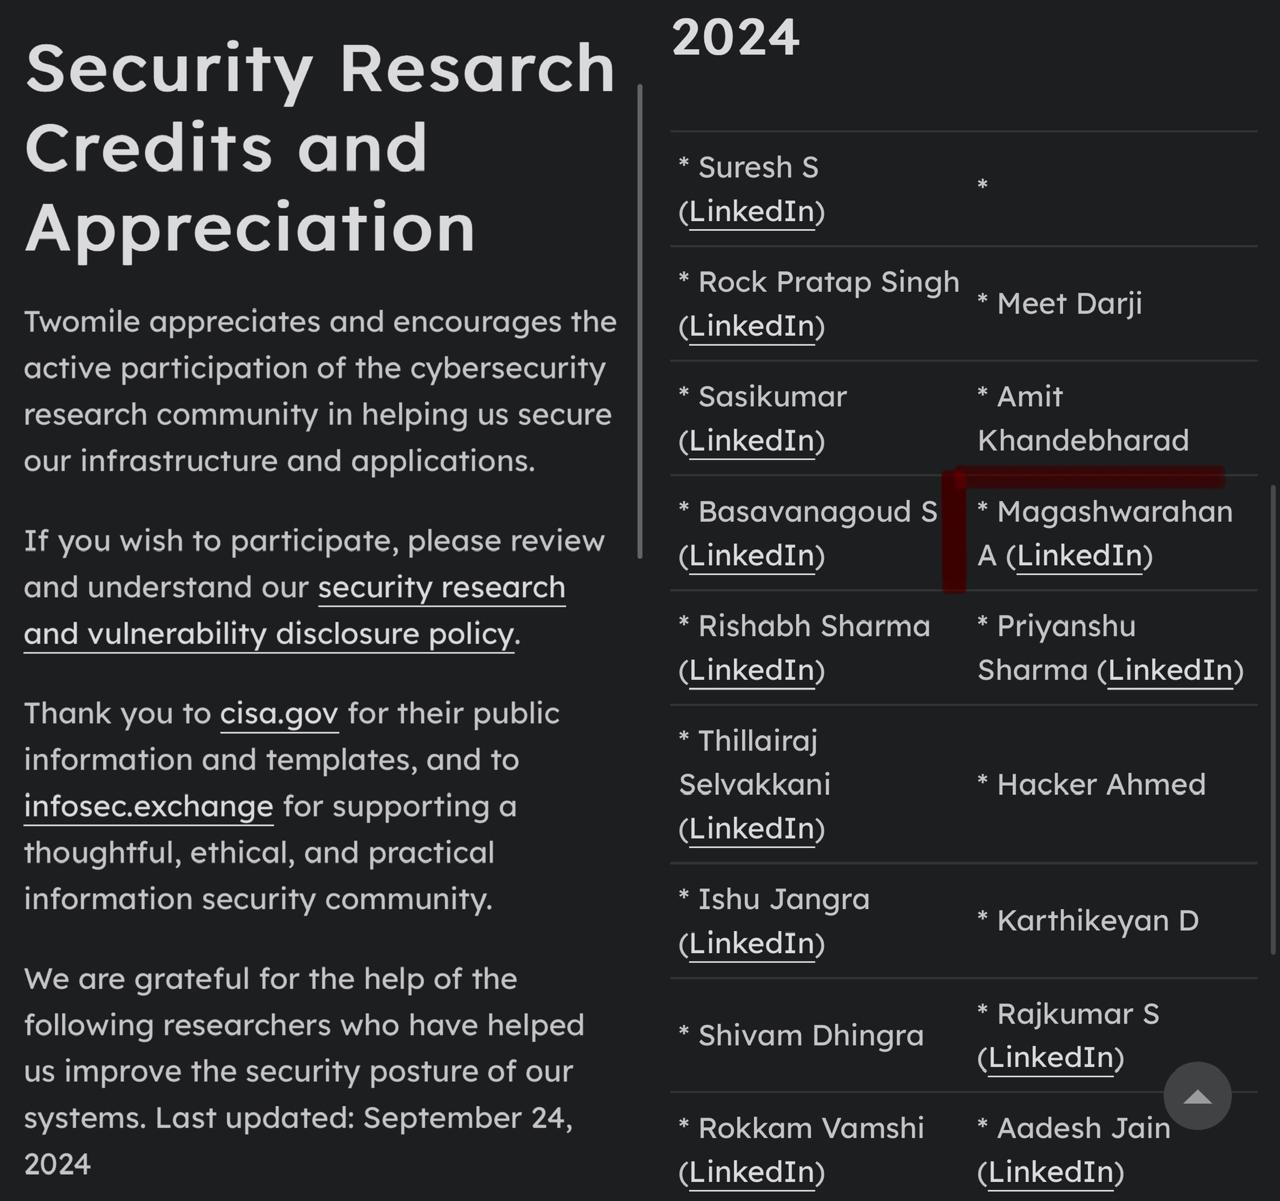 Security Resarch
Credits and
Appreciation
Twomile appreciates and encourages the
active participation of the cybersecurity
research community in helping us secure
our infrastructure and applications.
If you wish to participate, please review
and understand our security research
and vulnerability disclosure policy.
Thank you to cisa.gov for their public
information and templates, and to
infosec.exchange for supporting a
thoughtful, ethical, and practical
information security community.
We are grateful for the help of the
following researchers who have helped
us improve the security posture of our
systems. Last updated: September 24,
2024
2024
* Suresh S
(LinkedIn)
*
* Rock Pratap Singh
(LinkedIn)
* Meet Darji
* Sasikumar
(LinkedIn)
* Amit
Khandebharad
* Basavanagoud S
(LinkedIn)
* Magashwarahan
A (LinkedIn)
* Rishabh Sharma
(LinkedIn)
* Priyanshu
Sharma (LinkedIn)
* Thillairaj
Selvakkani
(LinkedIn)
* Hacker Ahmed
* Ishu Jangra
(LinkedIn)
* Karthikeyan D
* Shivam Dhingra
* Rajkumar S
(LinkedIn)
* Rokkam Vamshi
(LinkedIn)
* Aadesh Jain
(LinkedIn)